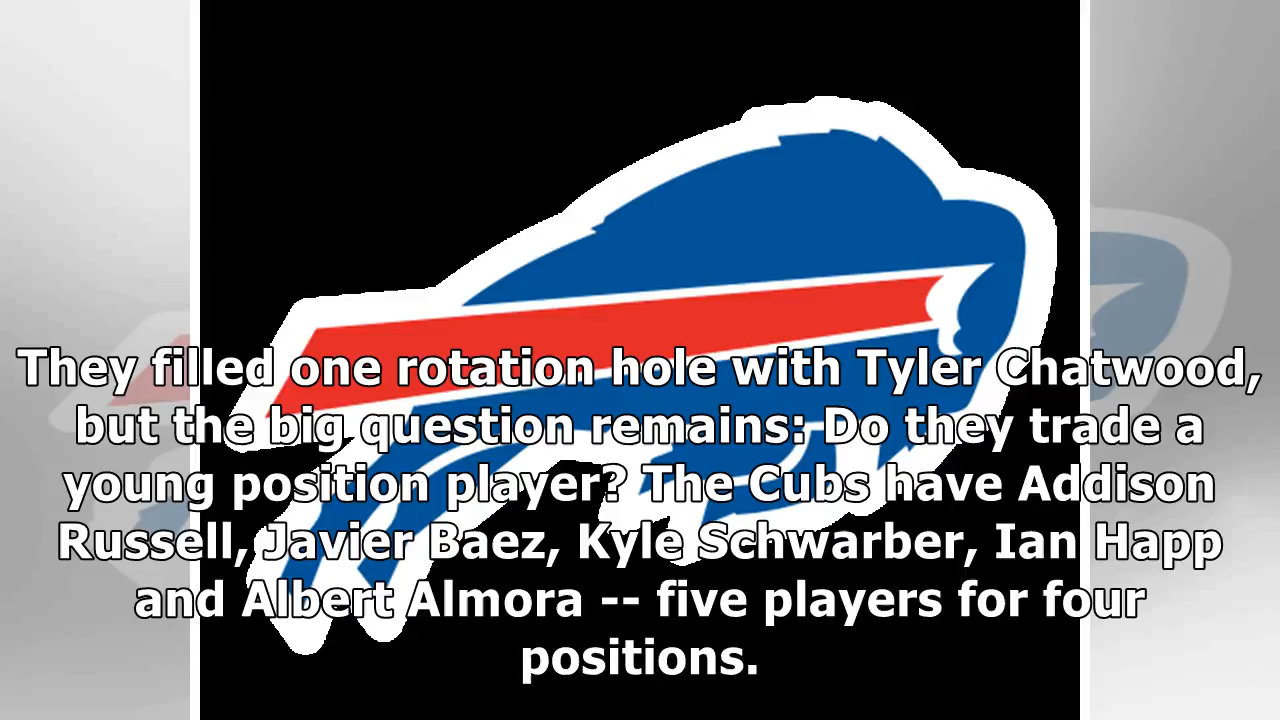 They filled one rotation hole with Tyler Chatwood,
but the big question remains: Do they trade a
young position player? The Cubs have Addison
Russell, Javier Baez, Kyle Schwarber, Ian Happ
and Albert Almora -- five players for four
positions.